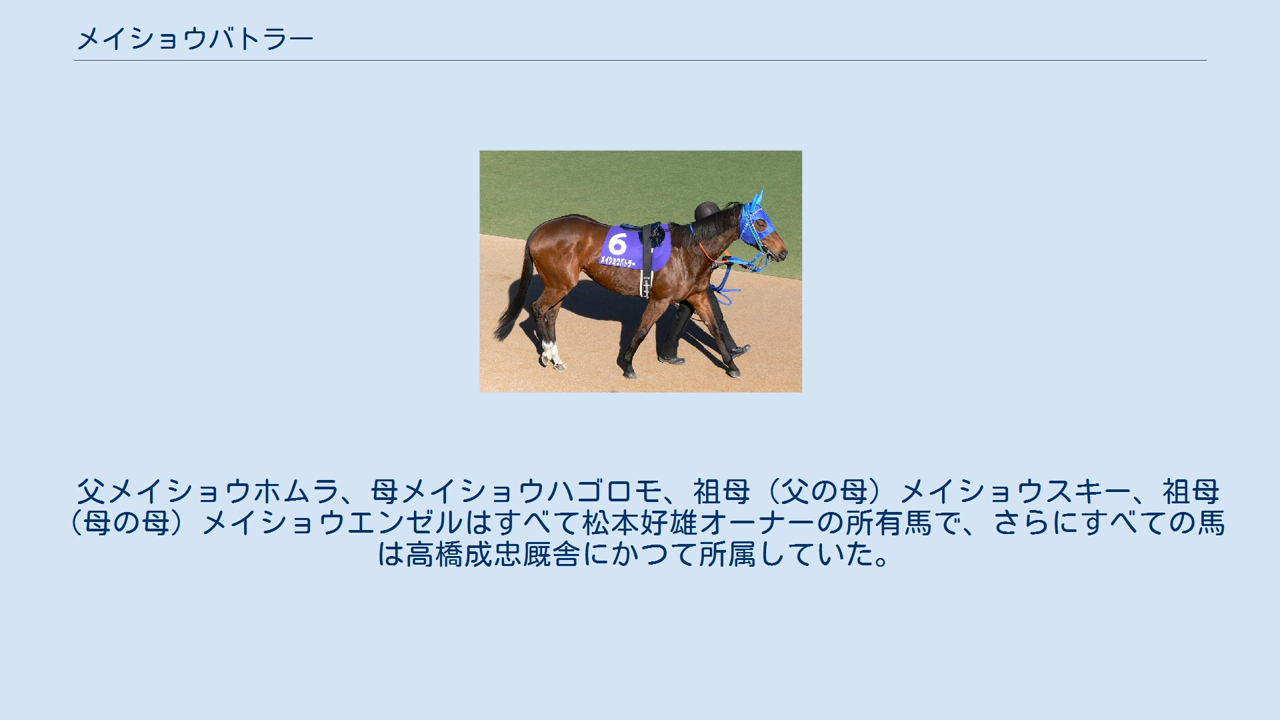 メイショウバトラー
6
メイショウバトラー
父メイショウホムラ、母メイショウハゴロモ、祖母（父の母）メイショウスキー、祖母
（母の母）メイショウエンゼルはすべて松本好雄オーナーの所有馬で、さらにすべての馬
は高橋成忠厩舎にかつて所属していた。